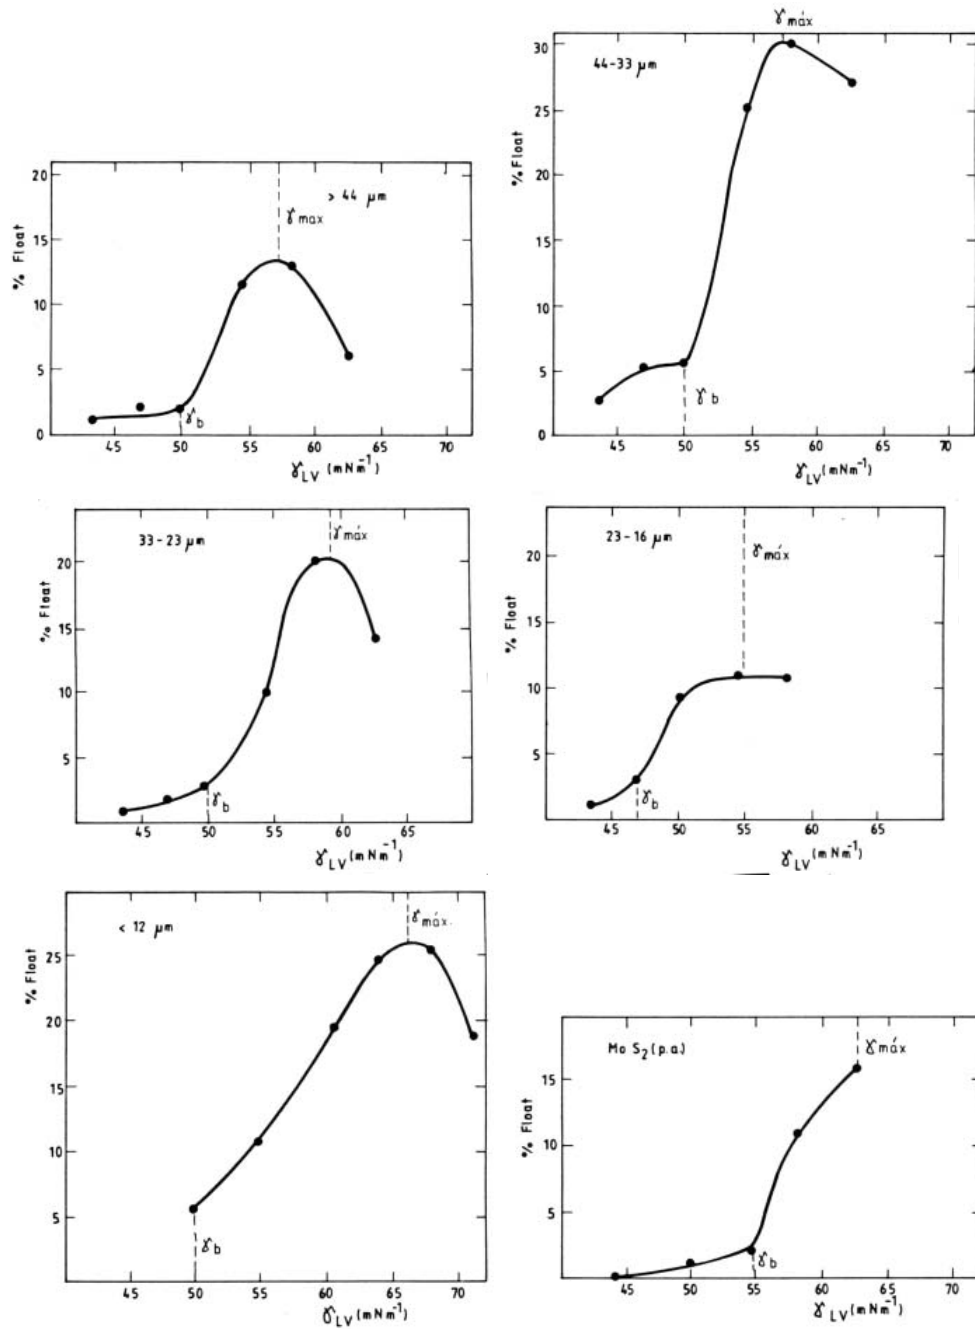 > 44 μm
γmax
% Float
20
15
10
5
0
γb
45 50 55 60 65 70
γLV (mNm⁻¹)
γmáx
44-33 μm
% Float
30
25
20
15
10
5
0
γb
45 50 55 60 65 70
γLV (mNm⁻¹)
33-23 μm
γmáx
% Float
20
15
10
5
γb
45 50 55 60 65
γLV (mNm⁻¹)
23-16 μm
γmáx
% Float
20
15
10
5
γb
45 50 55 60 65
γLV (mNm⁻¹)
< 12 μm
γmáx.
% Float
25
20
15
10
5
γb
45 50 55 60 65 70
γLV (mNm⁻¹)
Mo S₂ (p.a.)
γmáx
% Float
15
10
5
γb
45 50 55 60 65 70
γLV (mNm⁻¹)